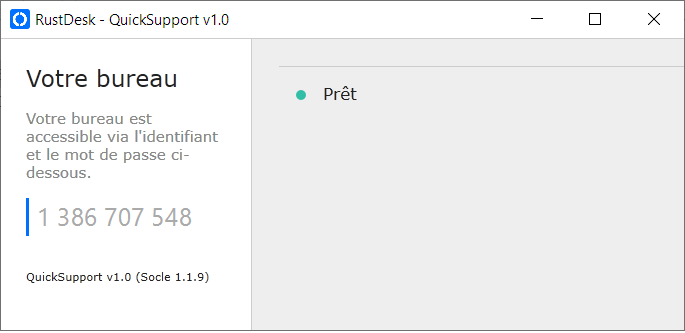 RustDesk - QuickSupport v1.0
Votre bureau
Votre bureau est
accessible via l'identifiant
et le mot de passe ci-
dessous.
1 386 707 548
QuickSupport v1.0 (Socle 1.1.9)
Prêt